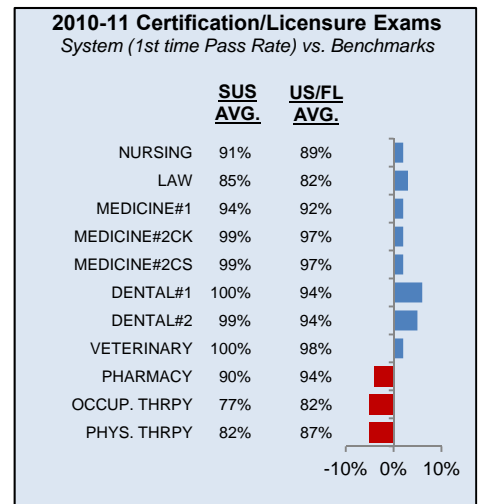 2010-11 Certification/Licensure Exams
System (1st time Pass Rate) vs. Benchmarks
SUS US/FL
AVG. AVG.
NURSING 91% 89%
LAW 85% 82%
MEDICINE#1 94% 92%
MEDICINE#2CK 99% 97%
MEDICINE#2CS 99% 97%
DENTAL#1 100% 94%
DENTAL#2 99% 94%
VETERINARY 100% 98%
PHARMACY 90% 94%
OCCUP. THRPY 77% 82%
PHYS. THRPY 82% 87%
-10% 0% 10%